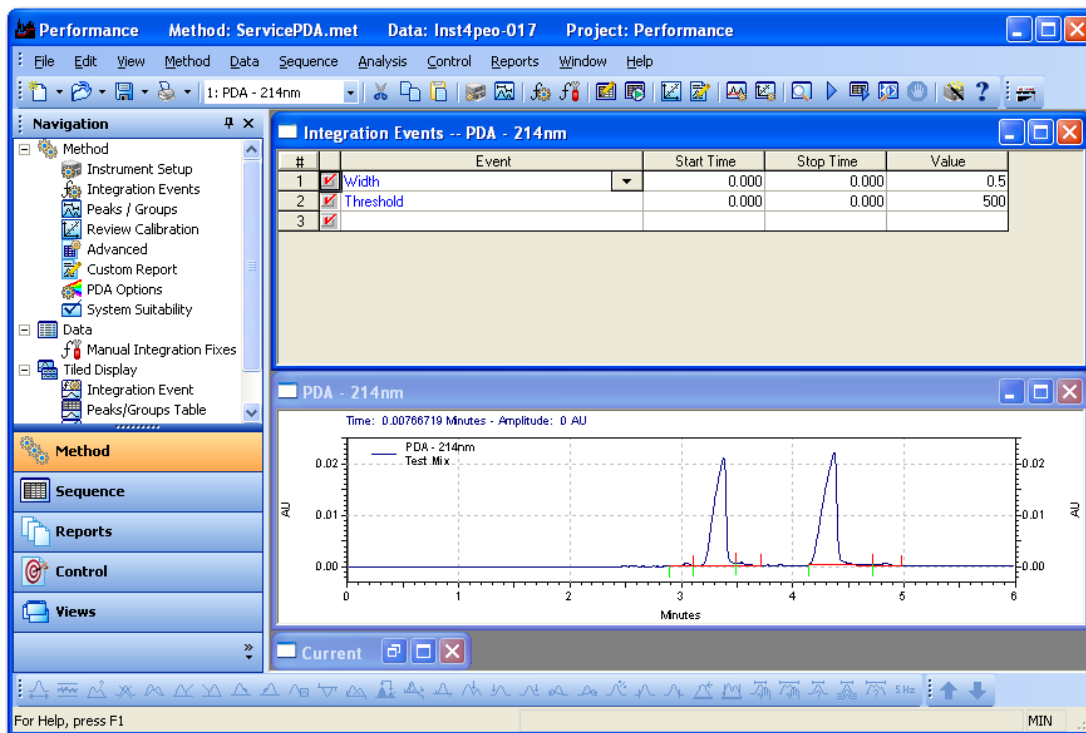 Performance Method: ServicePDA.met Data: Inst4peo-017 Project: Performance
File Edit View Method Data Sequence Analysis Control Reports Window Help
1: PDA - 214nm
Navigation
Method
Instrument Setup
Integration Events
Peaks / Groups
Review Calibration
Advanced
Custom Report
PDA Options
System Suitability
Data
Manual Integration Fixes
Tiled Display
Integration Event
Peaks/Groups Table
Method
Sequence
Reports
Control
Views
Integration Events -- PDA - 214nm
# Event Start Time Stop Time Value
1 Width 0.000 0.000 0.5
2 Threshold 0.000 0.000 500
3
PDA - 214nm
Time: 0.00766719 Minutes - Amplitude: 0 AU
PDA - 214nm
Test Mix
0.02 0.02
AU 0.01 0.01 AU
0.00 0.00
0 1 2 3 4 5 6
Minutes
Current
5 Hz
For Help, press F1 MIN